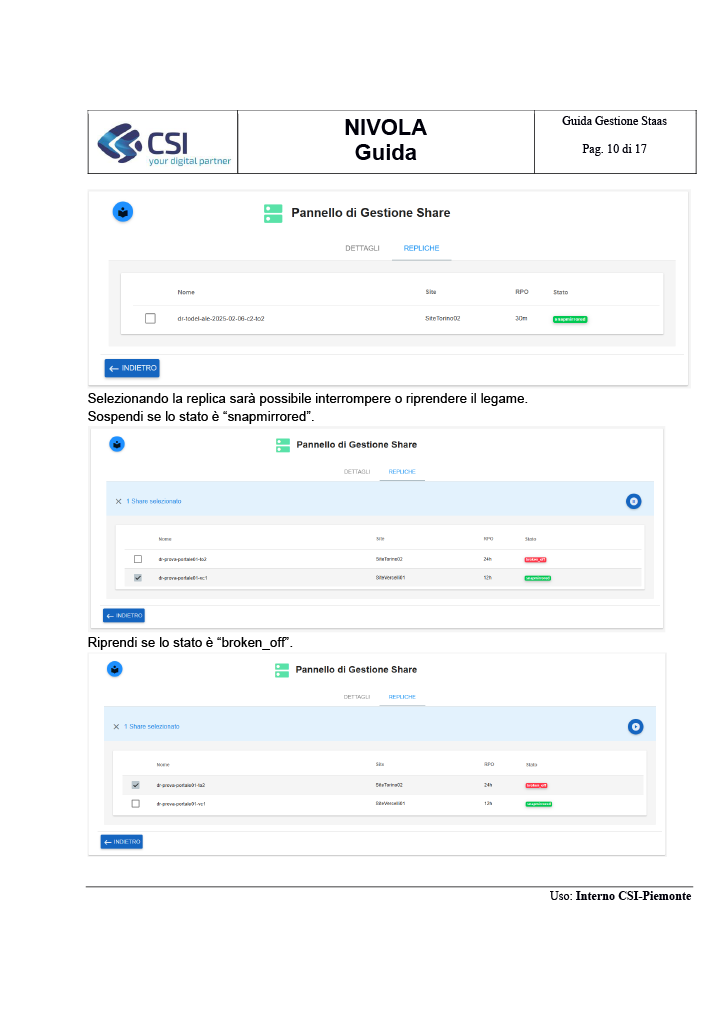 CSI
your digital partner
NIVOLA
Guida
Guida Gestione Staas
Pag. 10 di 17
Pannello di Gestione Share
DETTAGLI REPLICHE
Nome Site RPO Stato
dr-todel-ale-2025-02-06-c2-to2 SiteTorino02 30m snapmirrored
← INDIETRO
Selezionando la replica sarà possibile interrompere o riprendere il legame.
Sospendi se lo stato è “snapmirrored”.
Pannello di Gestione Share
DETTAGLI REPLICHE
× 1 Share selezionato
Nome Site RPO Stato
dr-prova-portale01-to2 SiteTorino02 24h broken_off
dr-prova-portale01-vc1 SiteVercelli01 12h snapmirrored
← INDIETRO
Riprendi se lo stato è “broken_off”.
Pannello di Gestione Share
DETTAGLI REPLICHE
× 1 Share selezionato
Nome Site RPO Stato
dr-prova-portale01-to2 SiteTorino02 24h broken_off
dr-prova-portale01-vc1 SiteVercelli01 12h snapmirrored
← INDIETRO
Uso: Interno CSI-Piemonte